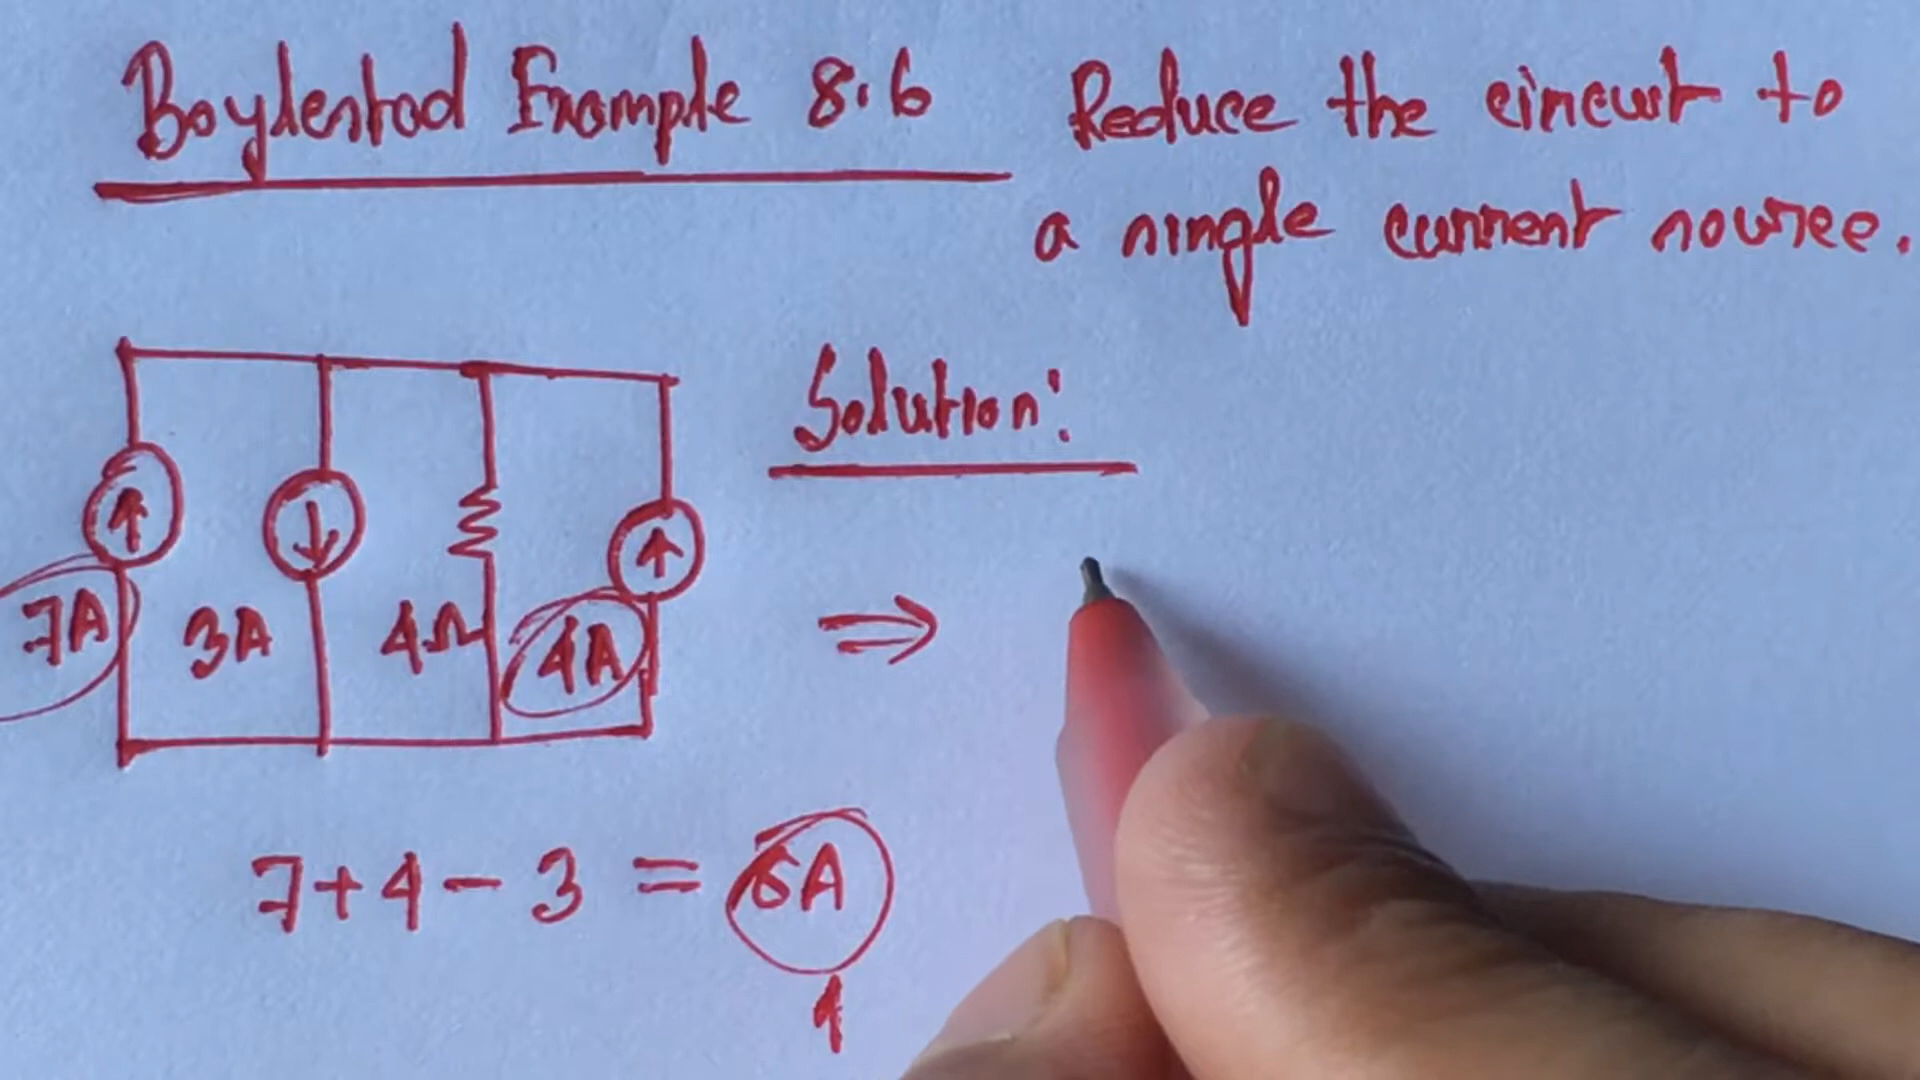 Boylestad Example 8.6
Reduce the circuit to
a single current source.
Solution:
7A
3A
4Ω
4A
⇒
7+4-3 = 8A